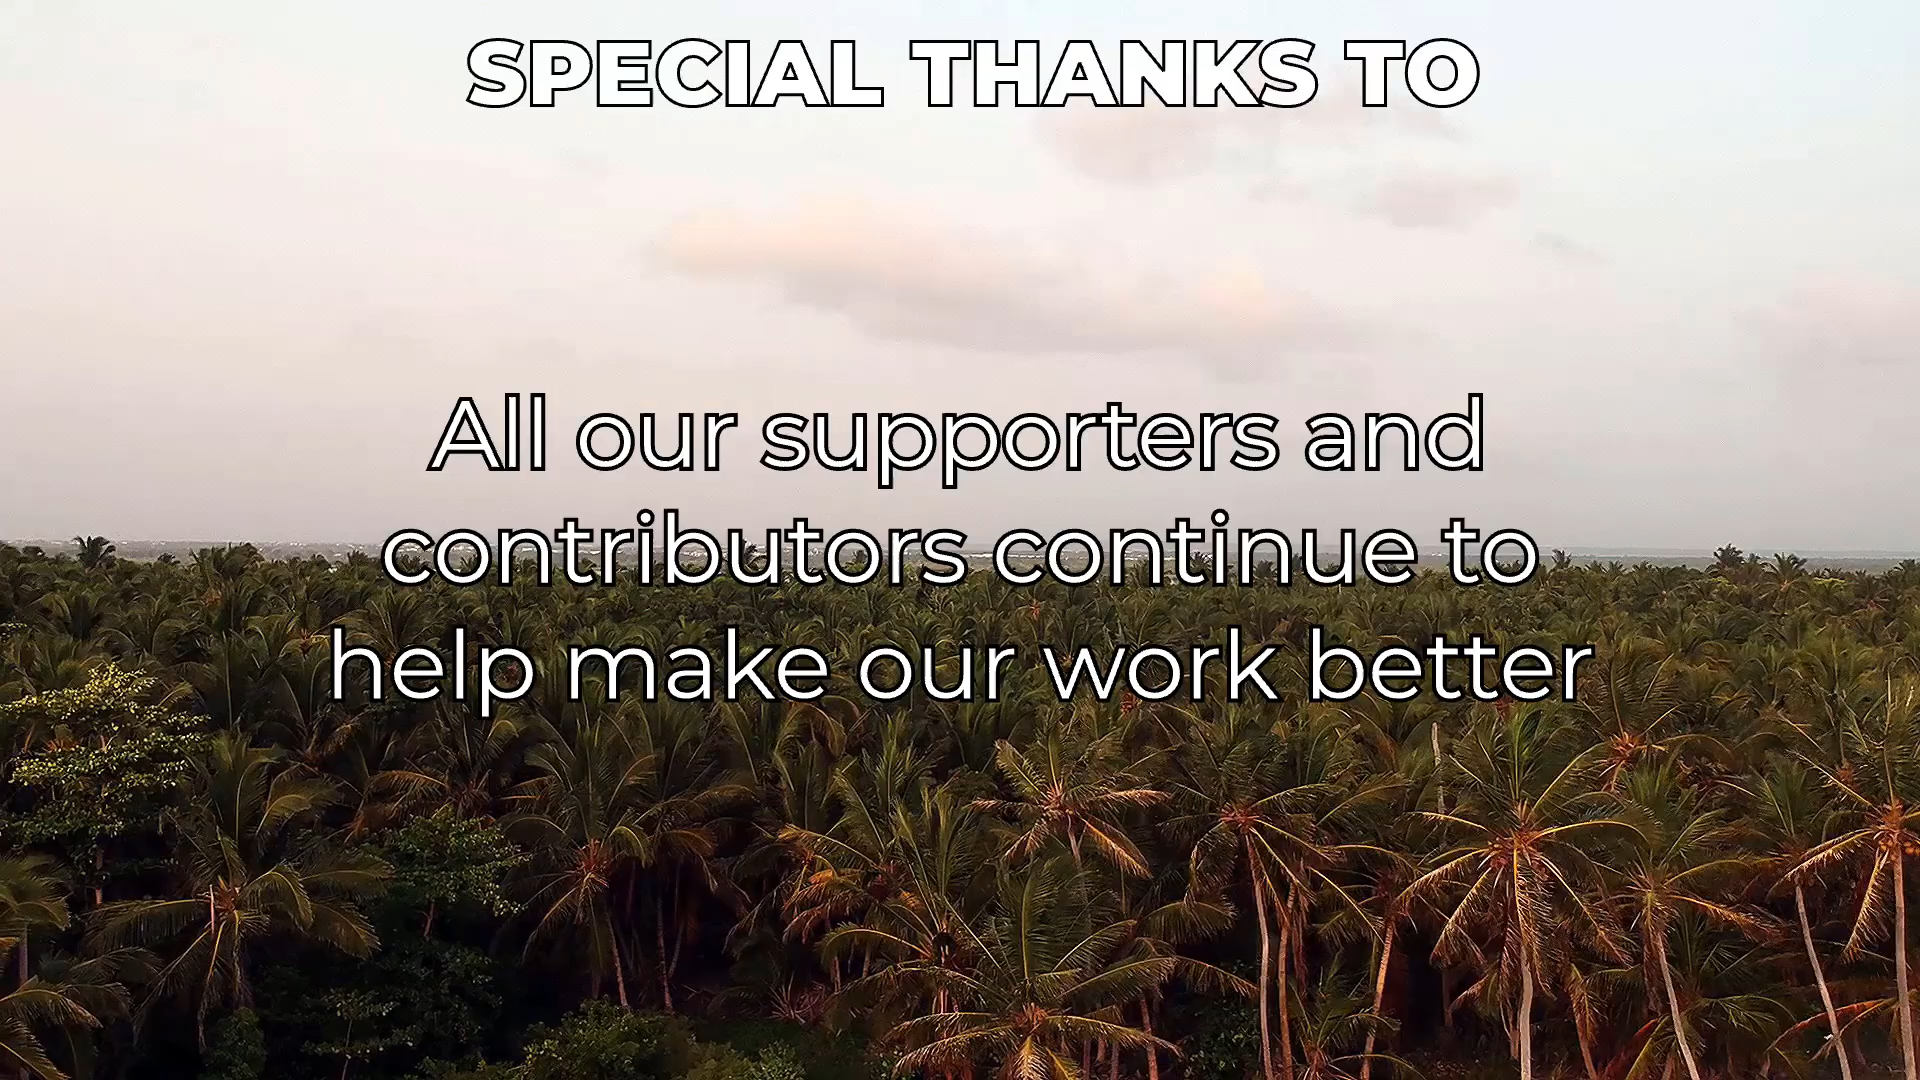 SPECIAL THANKS TO
All our supporters and
contributors continue to
help make our work better